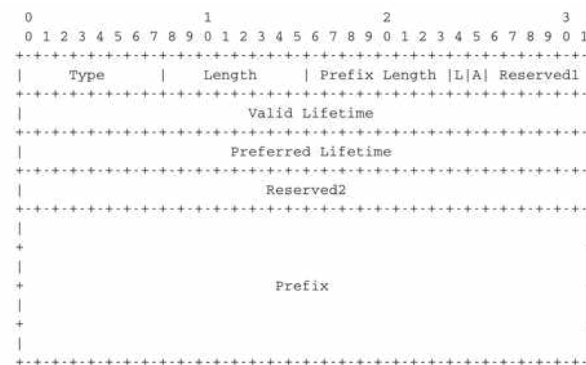 0                   1                   2                   3
0 1 2 3 4 5 6 7 8 9 0 1 2 3 4 5 6 7 8 9 0 1 2 3 4 5 6 7 8 9 0 1
+-+-+-+-+-+-+-+-+-+-+-+-+-+-+-+-+-+-+-+-+-+-+-+-+-+-+-+-+-+-+-+-
|     Type      |    Length     | Prefix Length |L|A| Reserved1
+-+-+-+-+-+-+-+-+-+-+-+-+-+-+-+-+-+-+-+-+-+-+-+-+-+-+-+-+-+-+-+-
|                         Valid Lifetime
+-+-+-+-+-+-+-+-+-+-+-+-+-+-+-+-+-+-+-+-+-+-+-+-+-+-+-+-+-+-+-+-
|                       Preferred Lifetime
+-+-+-+-+-+-+-+-+-+-+-+-+-+-+-+-+-+-+-+-+-+-+-+-+-+-+-+-+-+-+-+-
|                           Reserved2
+-+-+-+-+-+-+-+-+-+-+-+-+-+-+-+-+-+-+-+-+-+-+-+-+-+-+-+-+-+-+-+-
|
+
|
+                            Prefix
|
+
|
+-+-+-+-+-+-+-+-+-+-+-+-+-+-+-+-+-+-+-+-+-+-+-+-+-+-+-+-+-+-+-+-